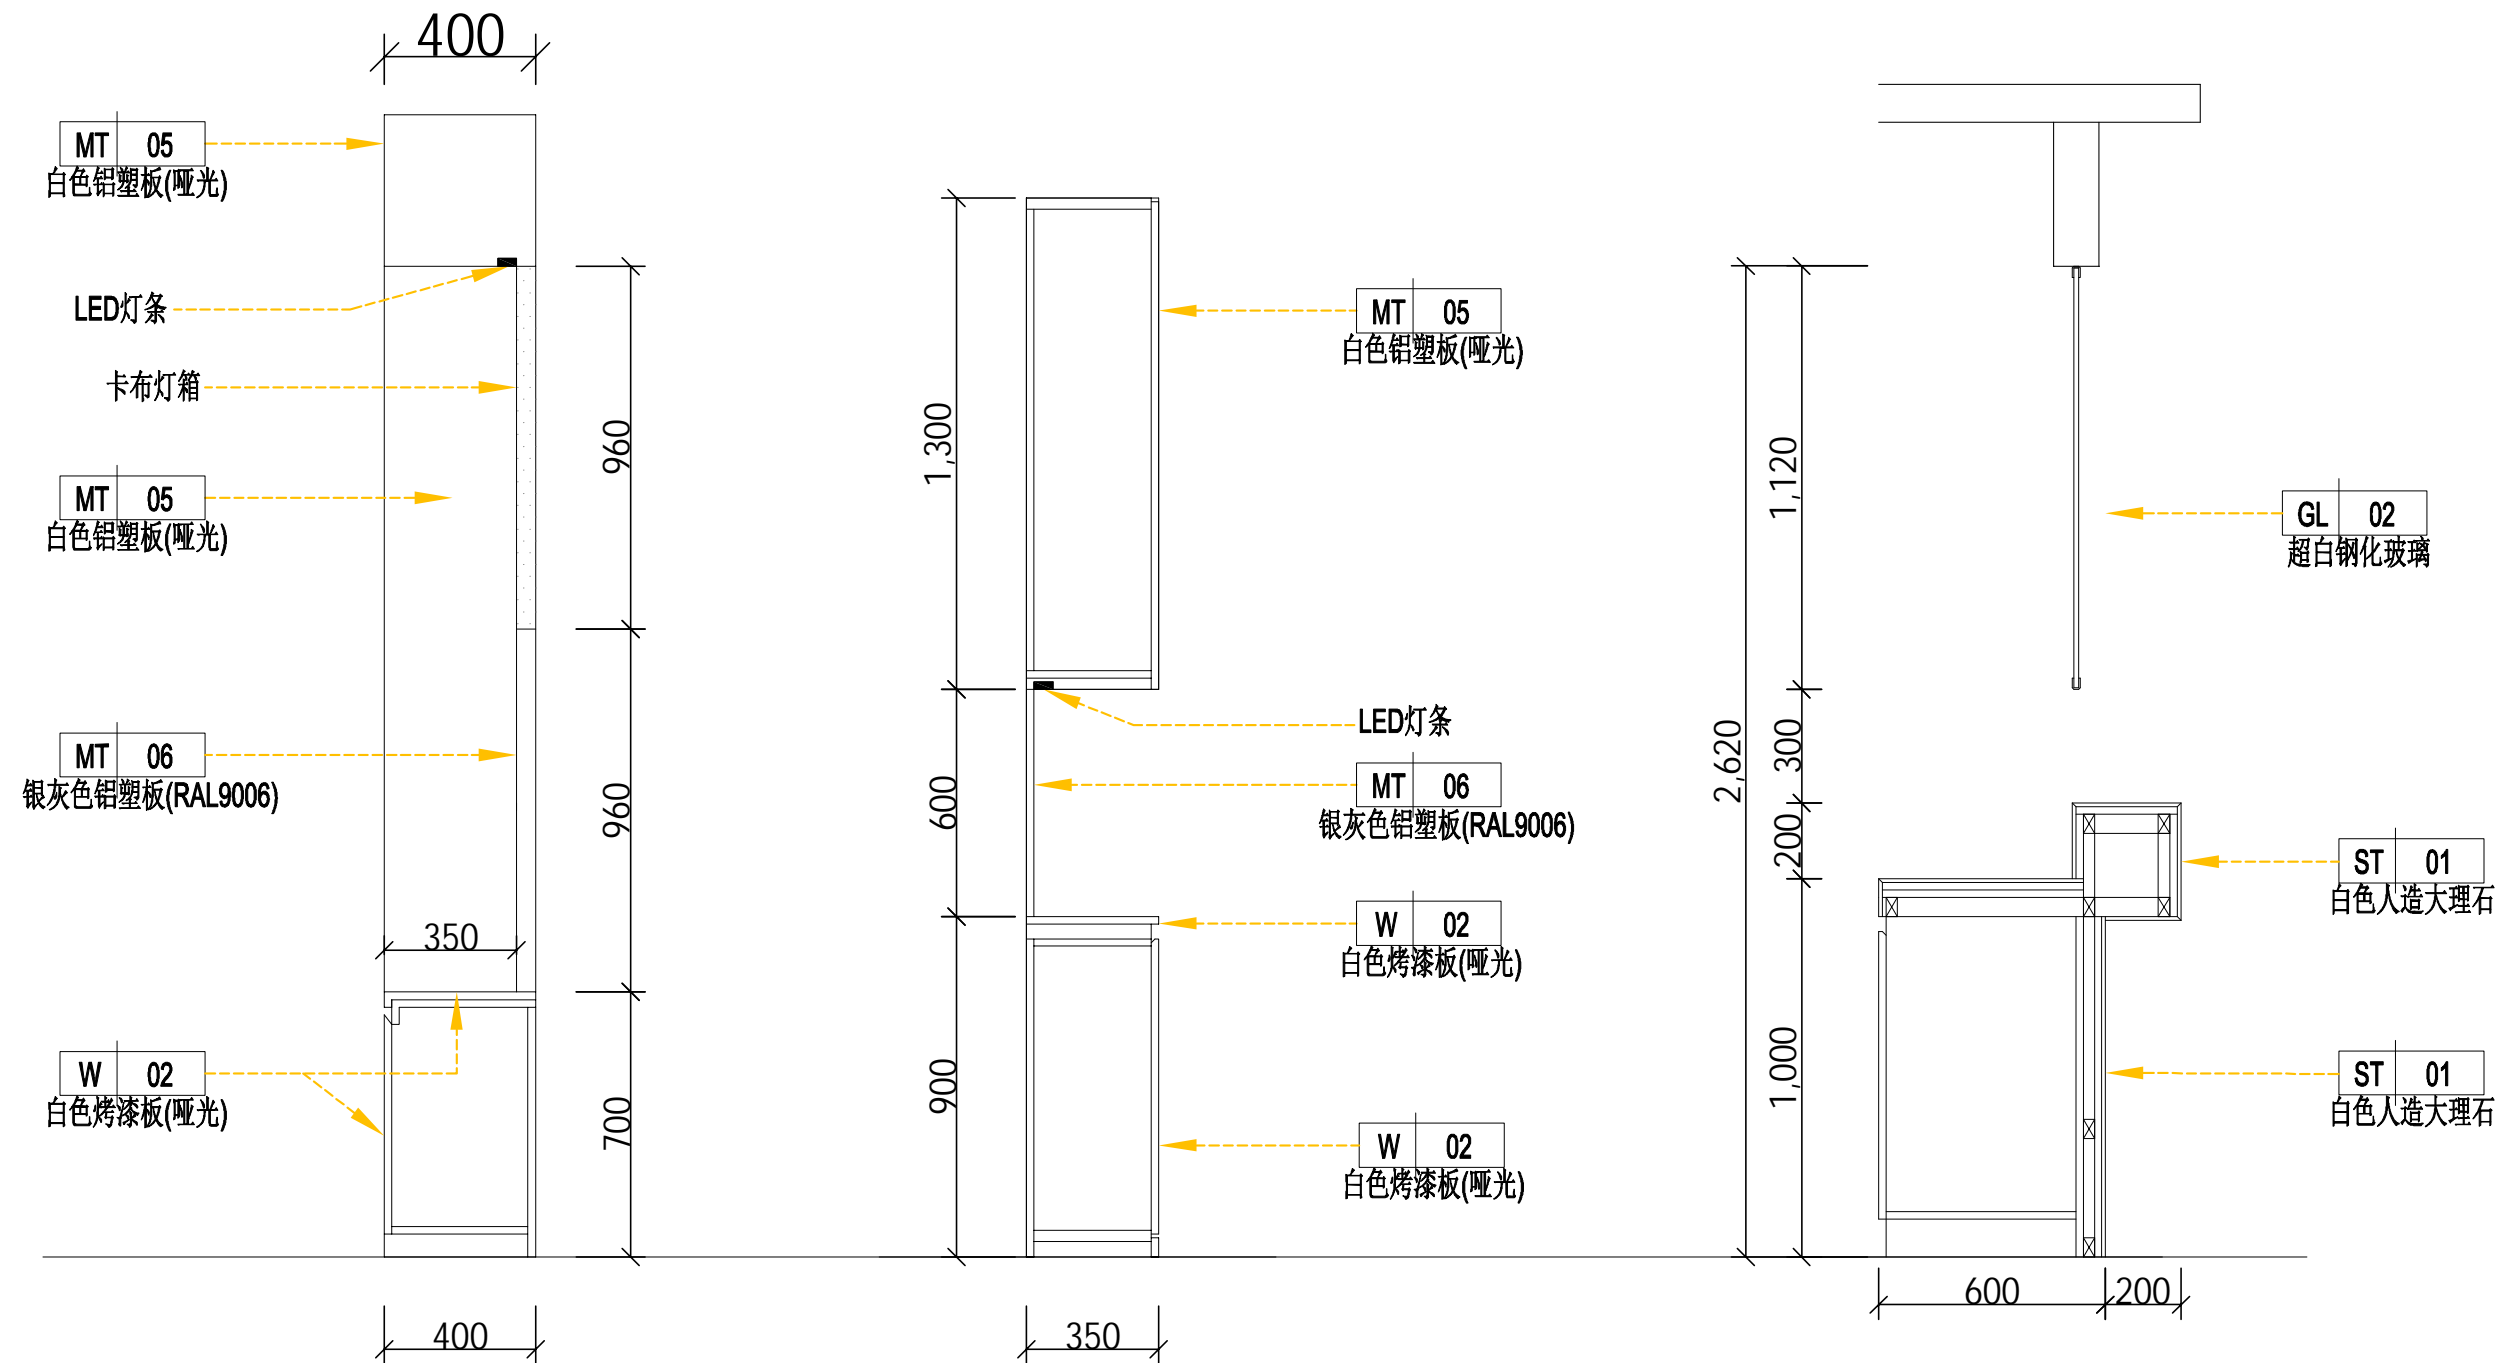 400
MT 05
白色铝塑板(哑光)
LED灯条
卡布灯箱
MT 05
白色铝塑板(哑光)
MT 06
银灰色铝塑板(RAL9006)
W 02
白色烤漆板(哑光)
350
960
960
700
400
1,300
600
900
350
MT 05
白色铝塑板(哑光)
LED灯条
MT 06
银灰色铝塑板(RAL9006)
W 02
白色烤漆板(哑光)
W 02
白色烤漆板(哑光)
2,620
1,120
300
200
1,000
600
200
GL 02
超白钢化玻璃
ST 01
白色人造大理石
ST 01
白色人造大理石